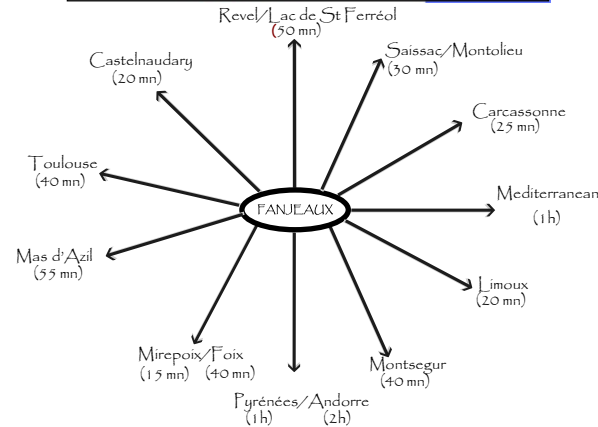 Revel/Lac de St Ferréol
(50 mn)
Saissac/Montolieu
(30 mn)
Castelnaudary
(20 mn)
Carcassonne
(25 mn)
Toulouse
(40 mn)
Mediterranean
(1h)
FANJEAUX
Mas d'Azil
(55 mn)
Limoux
(20 mn)
Mirepoix/Foix
(15 mn) (40 mn)
Montsegur
(40 mn)
Pyrénées/Andorre
(1h) (2h)